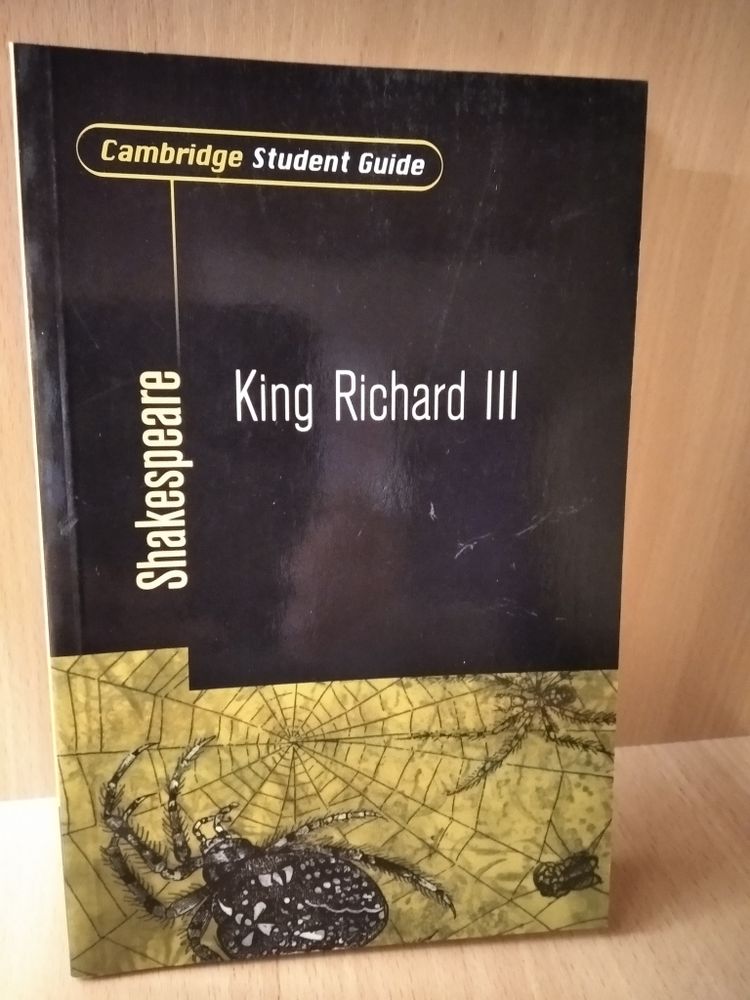 Cambridge Student Guide
Shakespeare
King Richard III